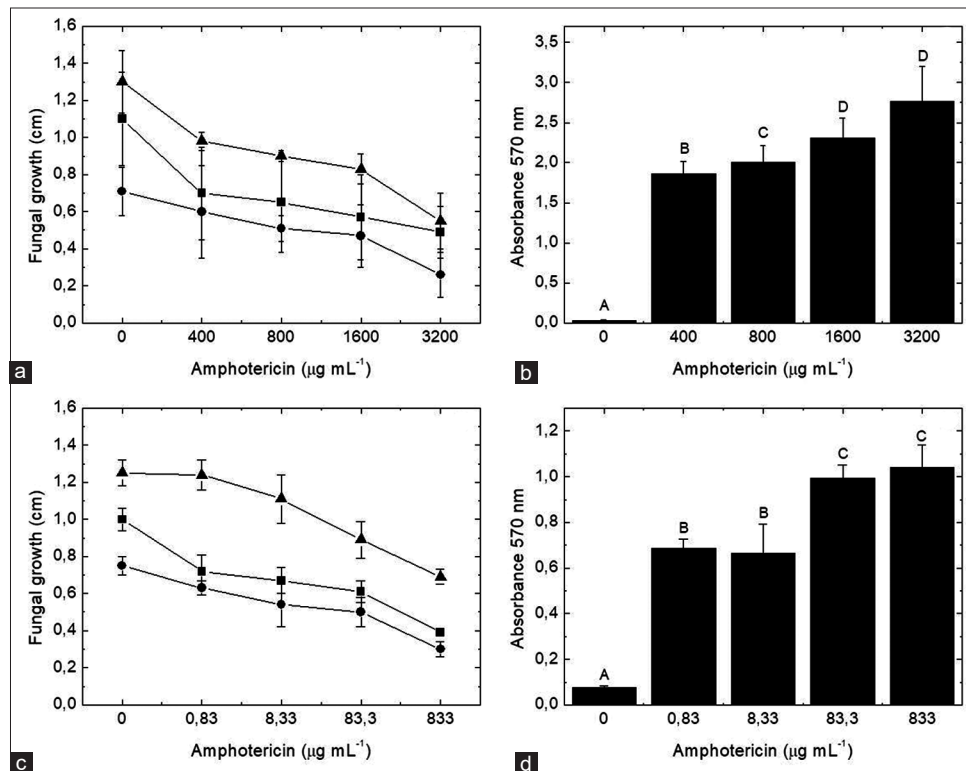 1,6
1,4
1,2
1,0
0,8
0,6
0,4
0,2
0,0
Fungal growth (cm)
0 400 800 1600 3200
Amphotericin (µg mL⁻¹)
a
3,5
3,0
2,5
2,0
1,5
1,0
0,5
0,0
Absorbance 570 nm
A B C D D
0 400 800 1600 3200
Amphotericin (µg mL⁻¹)
b
1,6
1,4
1,2
1,0
0,8
0,6
0,4
0,2
0,0
Fungal growth (cm)
0 0,83 8,33 83,3 833
Amphotericin (µg mL⁻¹)
c
1,2
1,0
0,8
0,6
0,4
0,2
0,0
Absorbance 570 nm
A B B C C
0 0,83 8,33 83,3 833
Amphotericin (µg mL⁻¹)
d